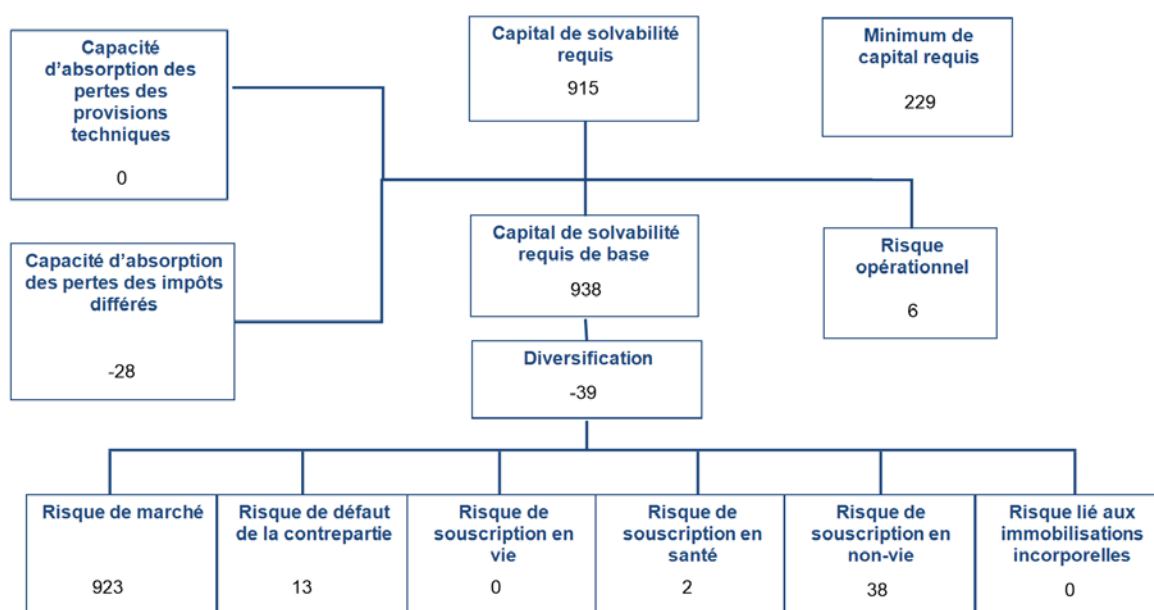 Capacité
d’absorption des
pertes des
provisions
techniques
0
Capital de solvabilité
requis
915
Minimum de
capital requis
229
Capacité d’absorption
des pertes des impôts
différés
-28
Capital de solvabilité
requis de base
938
Risque
opérationnel
6
Diversification
-39
Risque de marché
923
Risque de défaut
de la contrepartie
13
Risque de
souscription en
vie
0
Risque de
souscription en
santé
2
Risque de
souscription en
non-vie
38
Risque lié aux
immobilisations
incorporelles
0